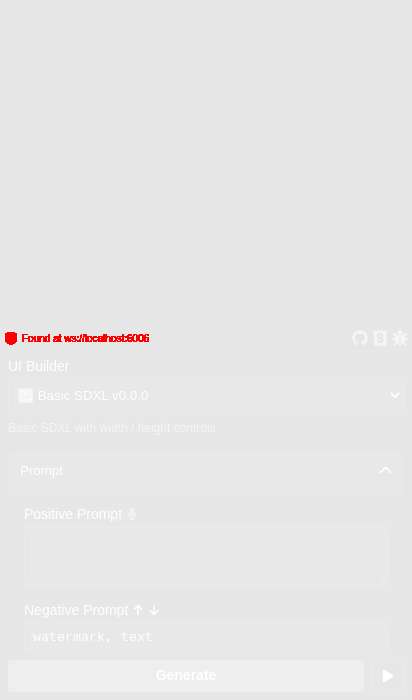 Found at ws://localhost:6006
UI Builder
Basic SDXL v0.0.0
Basic SDXL with width / height controls
Prompt
Positive Prompt
Negative Prompt ↑ ↓
watermark, text
Generate